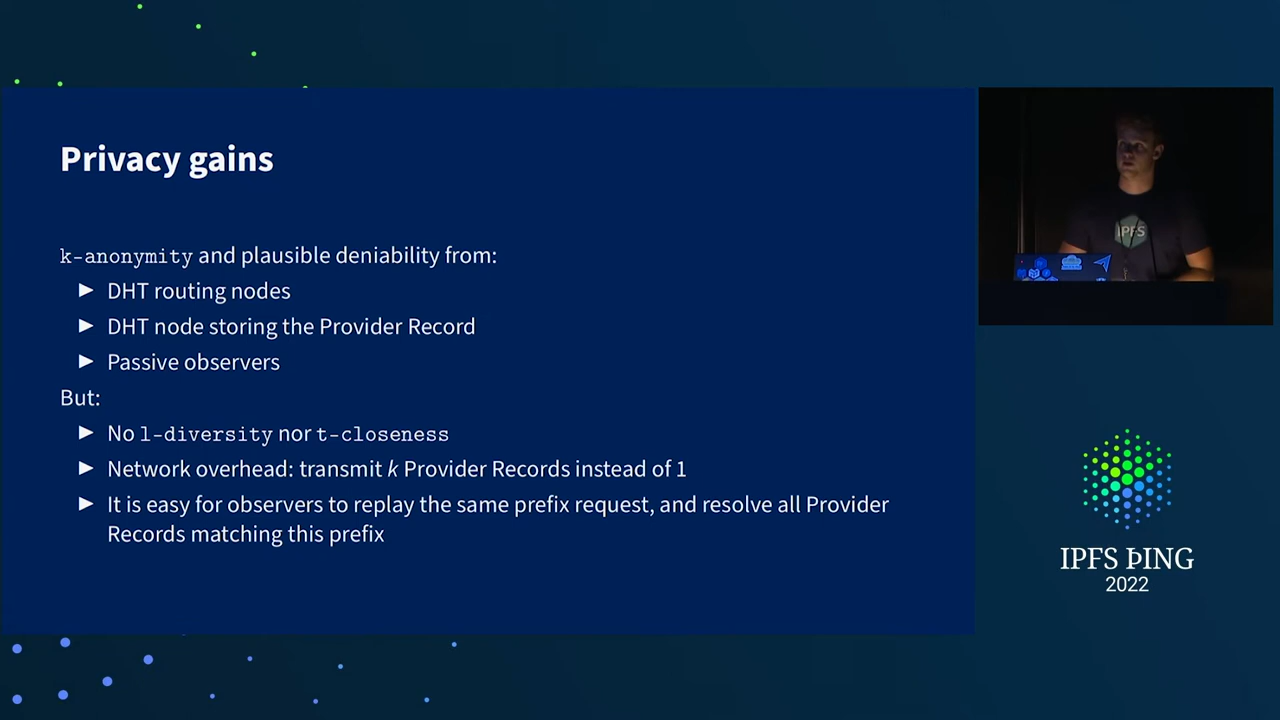 Privacy gains
k-anonymity and plausible deniability from:
► DHT routing nodes
► DHT node storing the Provider Record
► Passive observers
But:
► No l-diversity nor t-closeness
► Network overhead: transmit k Provider Records instead of 1
► It is easy for observers to replay the same prefix request, and resolve all Provider
Records matching this prefix
IPFS
IPFS ÞING
2022